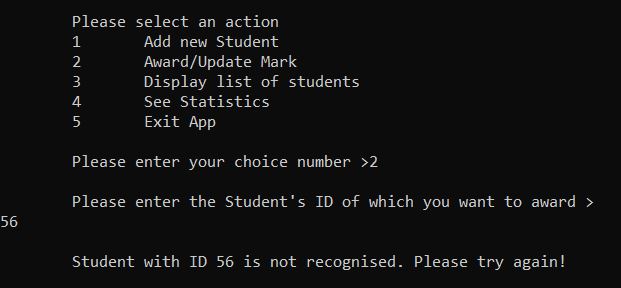 Please select an action
1 Add new Student
2 Award/Update Mark
3 Display list of students
4 See Statistics
5 Exit App
Please enter your choice number >2
Please enter the Student's ID of which you want to award >
56
Student with ID 56 is not recognised. Please try again!